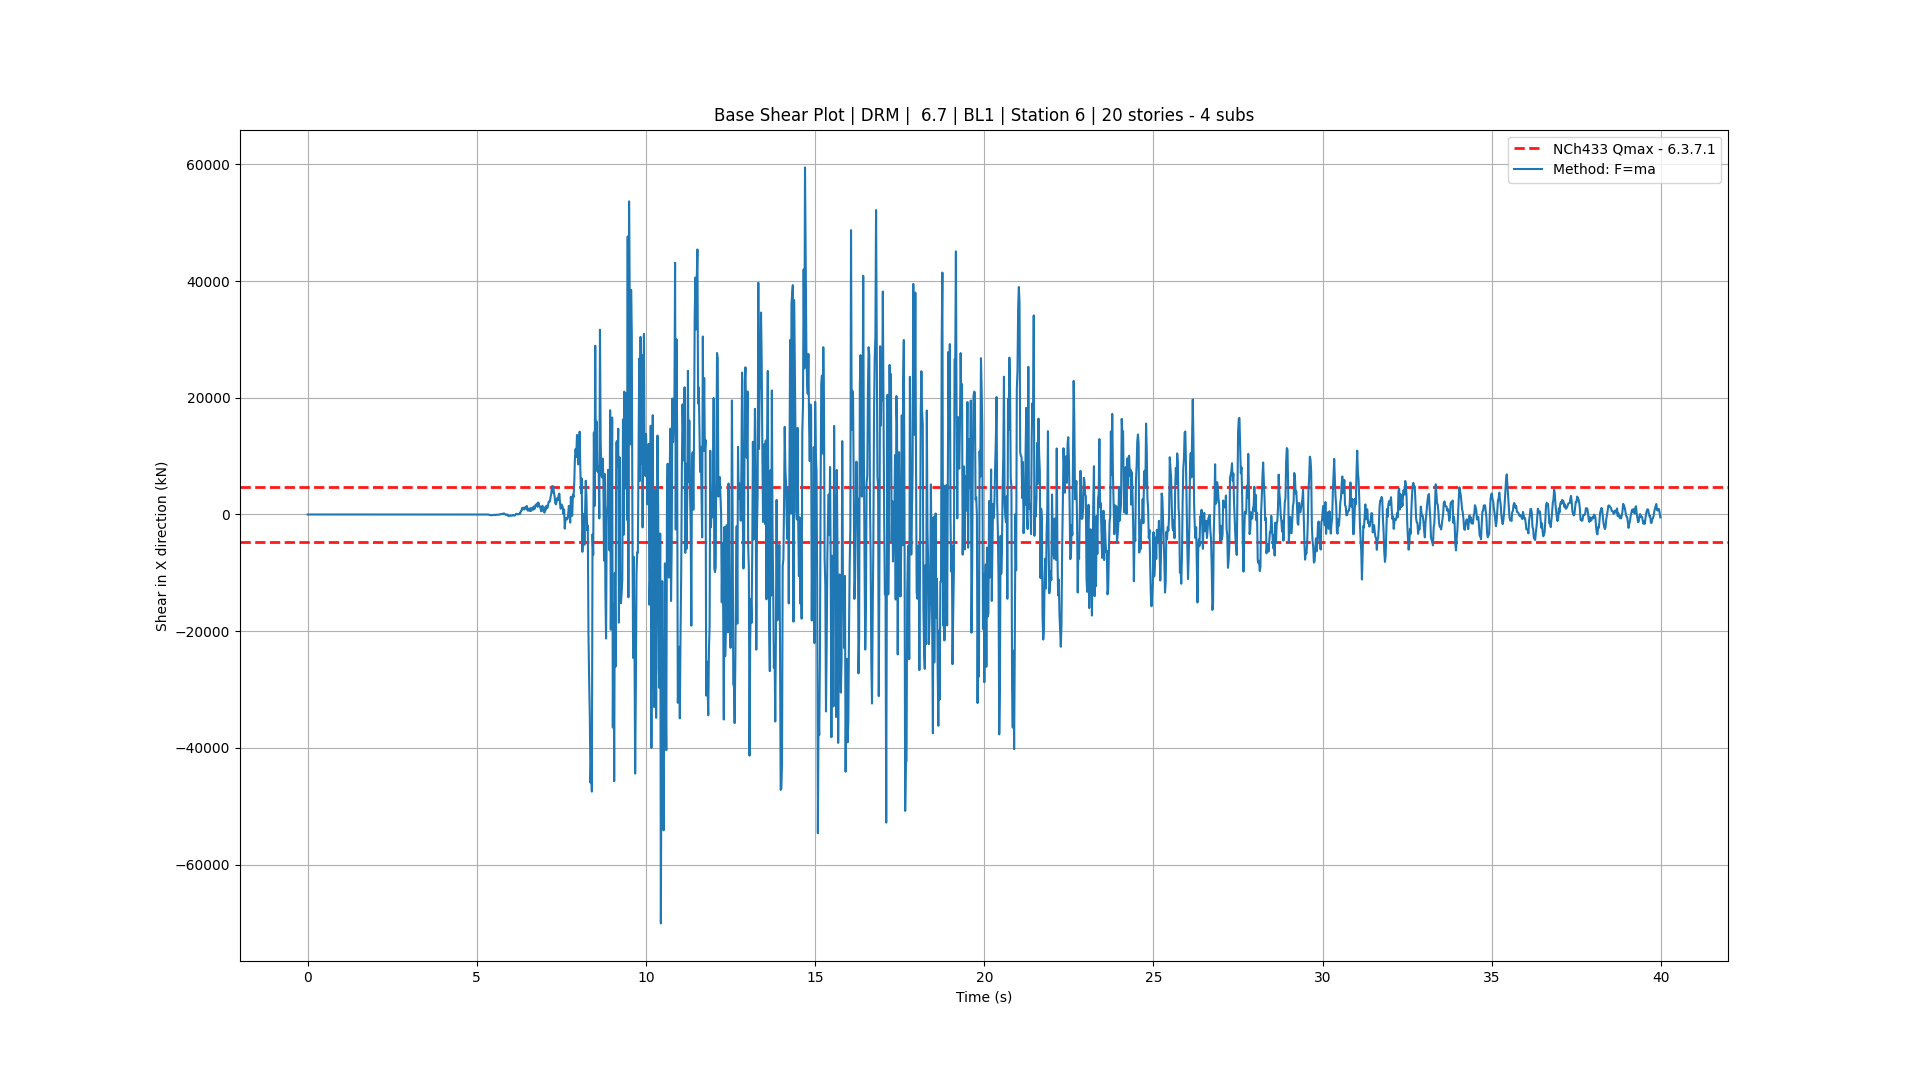 Base Shear Plot | DRM |  6.7 | BL1 | Station 6 | 20 stories - 4 subs
NCh433 Qmax - 6.3.7.1
Method: F=ma
60000
40000
20000
0
−20000
−40000
−60000
Shear in X direction (kN)
0 5 10 15 20 25 30 35 40
Time (s)